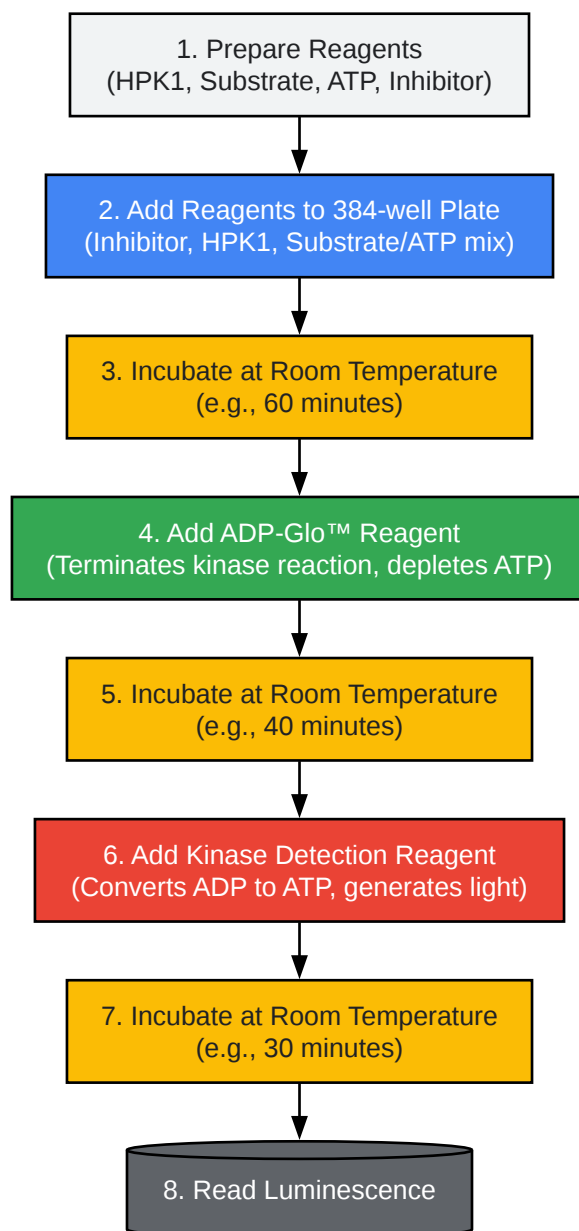 1. Prepare Reagents
(HPK1, Substrate, ATP, Inhibitor)
2. Add Reagents to 384-well Plate
(Inhibitor, HPK1, Substrate/ATP mix)
3. Incubate at Room Temperature
(e.g., 60 minutes)
4. Add ADP-Glo™ Reagent
(Terminates kinase reaction, depletes ATP)
5. Incubate at Room Temperature
(e.g., 40 minutes)
6. Add Kinase Detection Reagent
(Converts ADP to ATP, generates light)
7. Incubate at Room Temperature
(e.g., 30 minutes)
8. Read Luminescence